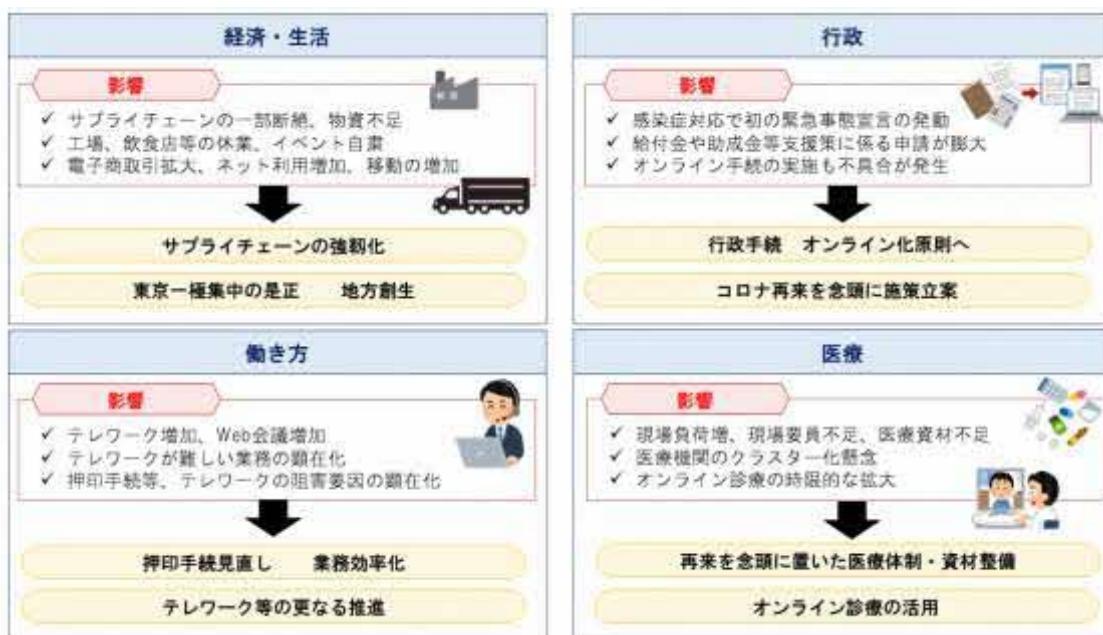 経済・生活
影響
✓ サプライチェーンの一部断絶、物資不足
✓ 工場、飲食店等の休業、イベント自粛
✓ 電子商取引拡大、ネット利用増加、移動の増加
サプライチェーンの強靭化
東京一極集中の是正　地方創生
行政
影響
✓ 感染症対応で初の緊急事態宣言の発動
✓ 給付金や助成金等支援策に係る申請が膨大
✓ オンライン手続の実施も不具合が発生
行政手続　オンライン化原則へ
コロナ再来を念頭に施策立案
働き方
影響
✓ テレワーク増加、Web会議増加
✓ テレワークが難しい業務の顕在化
✓ 押印手続等、テレワークの阻害要因の顕在化
押印手続見直し　業務効率化
テレワーク等の更なる推進
医療
影響
✓ 現場負荷増、現場要員不足、医療資材不足
✓ 医療機関のクラスター化懸念
✓ オンライン診療の時限的な拡大
再来を念頭に置いた医療体制・資材整備
オンライン診療の活用